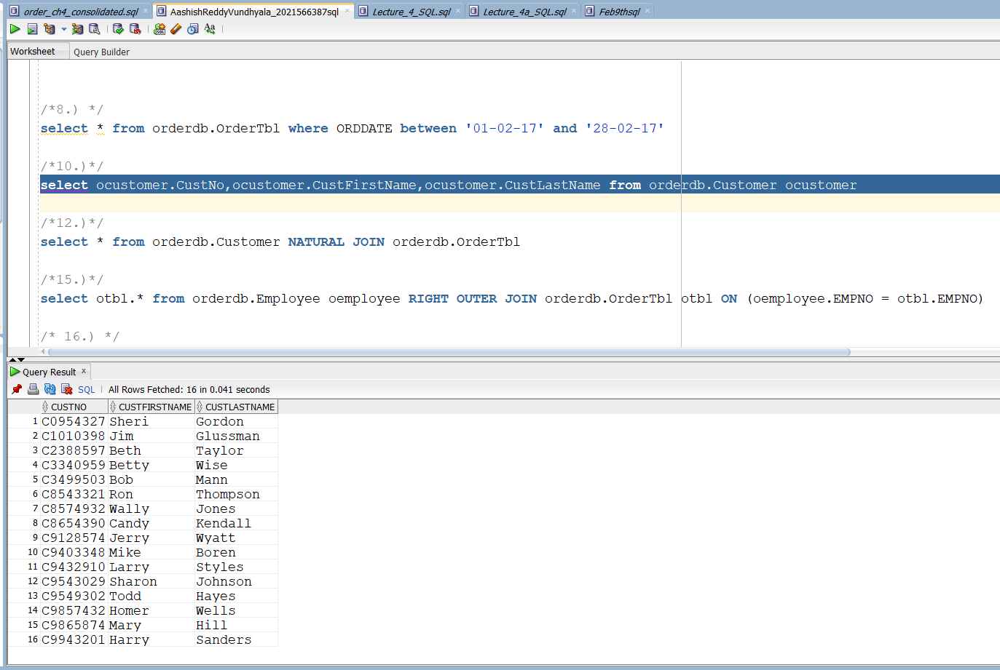 order_ch4_consolidated.sql AashishReddyVundhyala_2021566387sql Lecture_4_SQL.sql Lecture_4a_SQL.sql Feb9thsql
Worksheet Query Builder
/*8.) */
select * from orderdb.OrderTbl where ORDDATE between '01-02-17' and '28-02-17'
/*10.)*/
select ocustomer.CustNo,ocustomer.CustFirstName,ocustomer.CustLastName from orderdb.Customer ocustomer
/*12.)*/
select * from orderdb.Customer NATURAL JOIN orderdb.OrderTbl
/*15.)*/
select otbl.* from orderdb.Employee oemployee RIGHT OUTER JOIN orderdb.OrderTbl otbl ON (oemployee.EMPNO = otbl.EMPNO)
/* 16.) */
Query Result x
SQL All Rows Fetched: 16 in 0.041 seconds
CUSTNO CUSTFIRSTNAME CUSTLASTNAME
1 C0954327 Sheri Gordon
2 C1010398 Jim Glussman
3 C2388597 Beth Taylor
4 C3340959 Betty Wise
5 C3499503 Bob Mann
6 C8543321 Ron Thompson
7 C8574932 Wally Jones
8 C8654390 Candy Kendall
9 C9128574 Jerry Wyatt
10 C9403348 Mike Boren
11 C9432910 Larry Styles
12 C9543029 Sharon Johnson
13 C9549302 Todd Hayes
14 C9857432 Homer Wells
15 C9865874 Mary Hill
16 C9943201 Harry Sanders